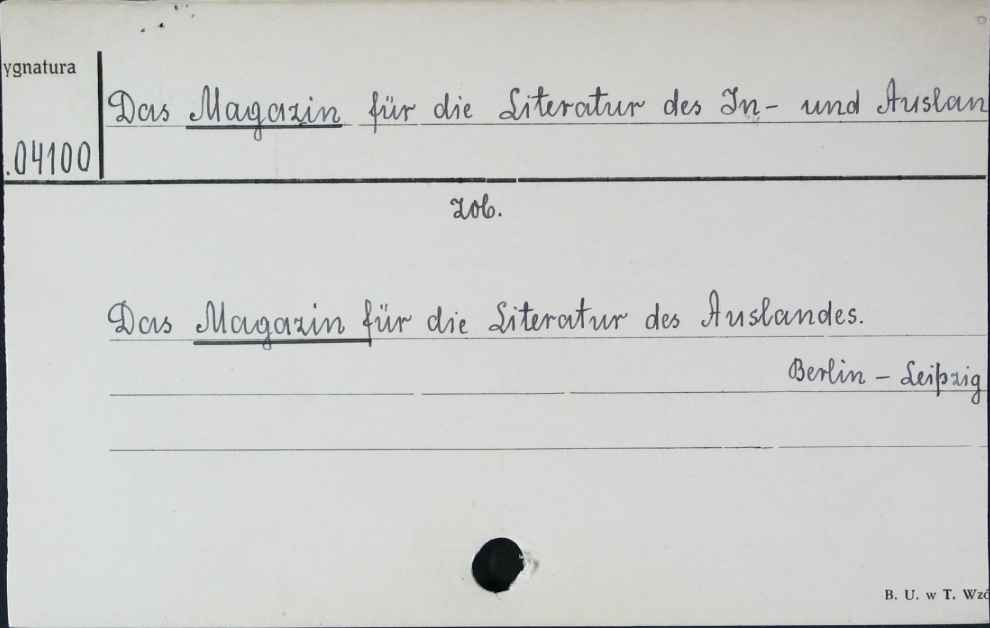 ygnatura
Das Magazin für die Literatur des In- und Auslan
.04100
zob.
Das Magazin für die Literatur des Auslandes.
Berlin - Leipzig
B. U. w T. Wzó